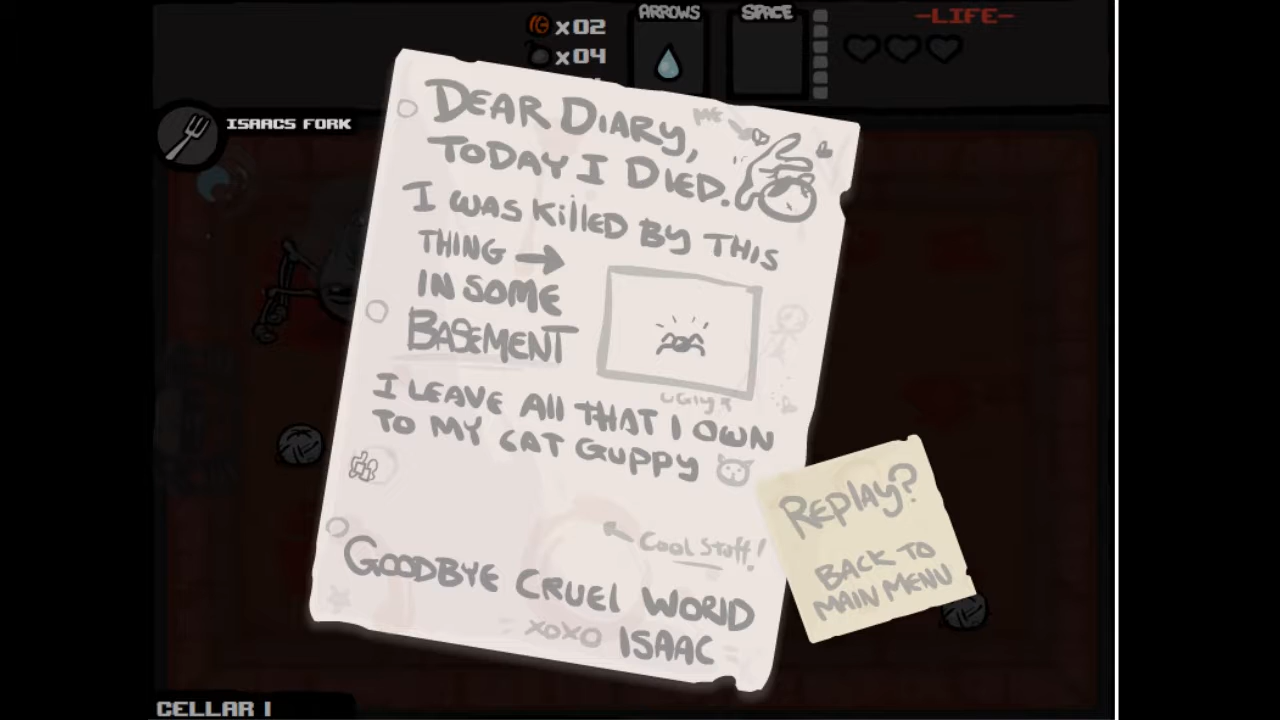 x02
x04
ARROWS
SPACE
-LIFE-
ISAACS FORK
DEAR DIARY,
ME
TODAY I DIED.
I WAS KILLED BY THIS
THING
IN SOME
BASEMENT
UGLY
I LEAVE ALL THAT I OWN
TO MY CAT GUPPY
COOL STUFF!
GOODBYE CRUEL WORLD
XOXO ISAAC
REPLAY?
BACK TO
MAIN MENU
CELLAR I